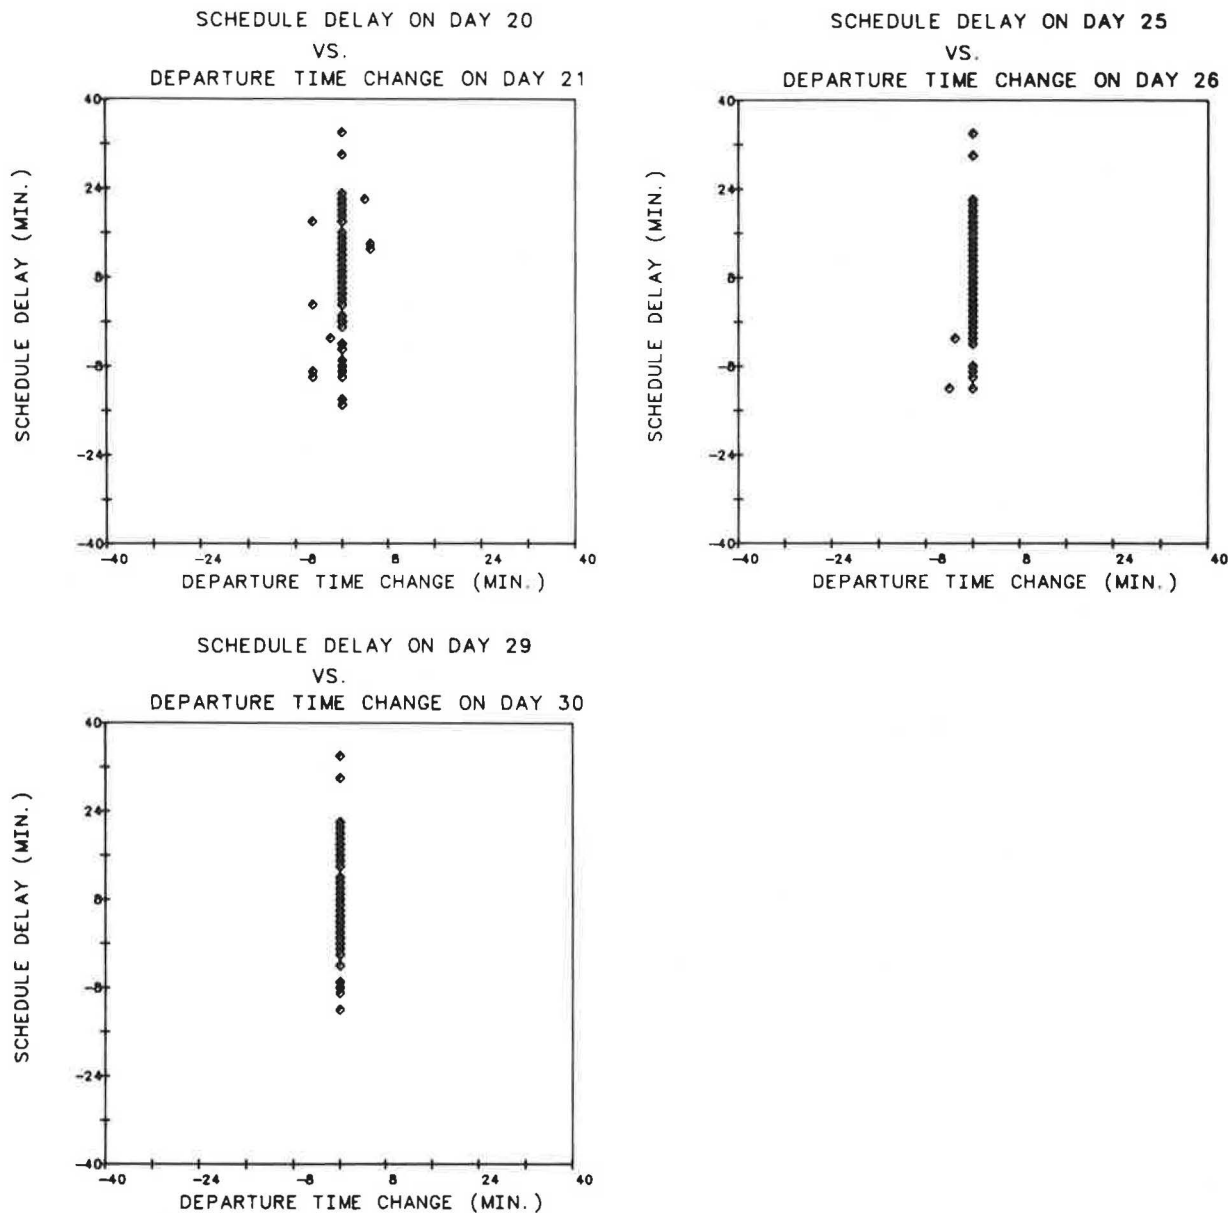 SCHEDULE DELAY ON DAY 20
VS.
DEPARTURE TIME CHANGE ON DAY 21
SCHEDULE DELAY (MIN.)
40
24
8
-8
-24
-40
-40 -24 -8 8 24 40
DEPARTURE TIME CHANGE (MIN.)
SCHEDULE DELAY ON DAY 25
VS.
DEPARTURE TIME CHANGE ON DAY 26
SCHEDULE DELAY (MIN.)
40
24
8
-8
-24
-40
-40 -24 -8 8 24 40
DEPARTURE TIME CHANGE (MIN.)
SCHEDULE DELAY ON DAY 29
VS.
DEPARTURE TIME CHANGE ON DAY 30
SCHEDULE DELAY (MIN.)
40
24
8
-8
-24
-40
-40 -24 -8 8 24 40
DEPARTURE TIME CHANGE (MIN.)